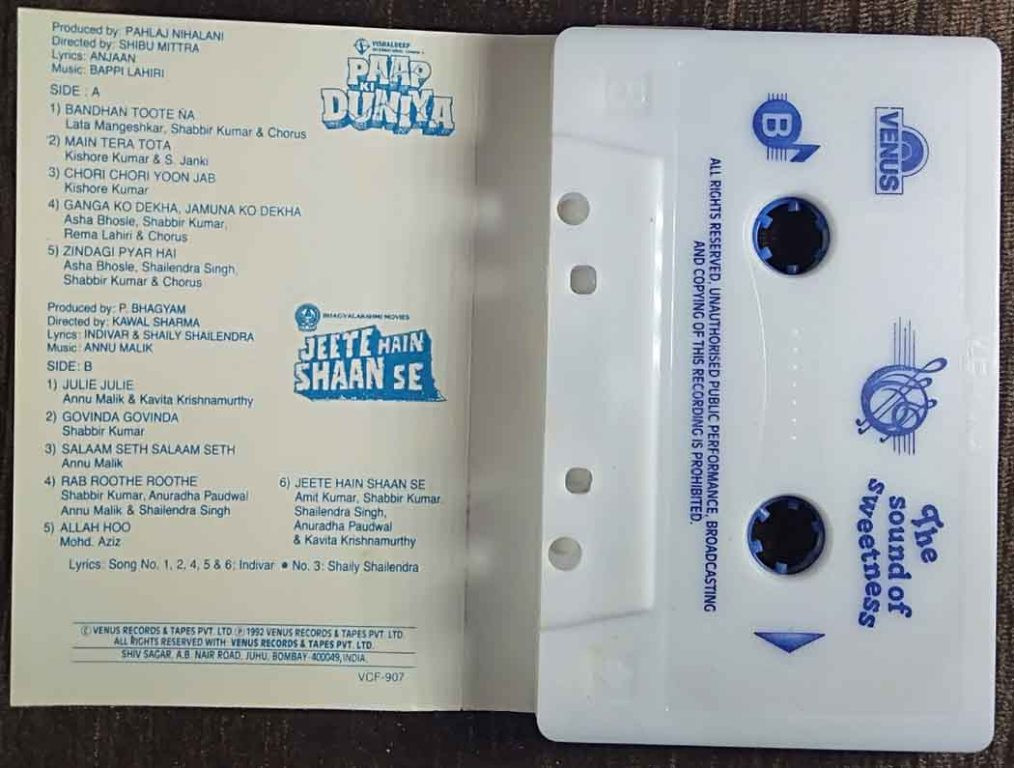 Produced by: PAHLAJ NIHALANI
Directed by: SHIBU MITTRA
Lyrics: ANJAAN
Music: BAPPI LAHIRI
VISHALDEEP
PAAP
KI
DUNIYA
SIDE : A
1) BANDHAN TOOTE NA
Lata Mangeshkar, Shabbir Kumar & Chorus
2) MAIN TERA TOTA
Kishore Kumar & S. Janki
3) CHORI CHORI YOON JAB
Kishore Kumar
4) GANGA KO DEKHA, JAMUNA KO DEKHA
Asha Bhosle, Shabbir Kumar,
Rema Lahiri & Chorus
5) ZINDAGI PYAR HAI
Asha Bhosle, Shailendra Singh,
Shabbir Kumar & Chorus
Produced by: P. BHAGYAM
Directed by: KAWAL SHARMA
Lyrics: INDIVAR & SHAILY SHAILENDRA
Music: ANNU MALIK
BHAGYALAKSHMI MOVIES
JEETE HAIN
SHAAN SE
SIDE: B
1) JULIE JULIE
Annu Malik & Kavita Krishnamurthy
2) GOVINDA GOVINDA
Shabbir Kumar
3) SALAAM SETH SALAAM SETH
Annu Malik
4) RAB ROOTHE ROOTHE
Shabbir Kumar, Anuradha Paudwal
Annu Malik & Shailendra Singh
5) ALLAH HOO
Mohd. Aziz
6) JEETE HAIN SHAAN SE
Amit Kumar, Shabbir Kumar
Shailendra Singh,
Anuradha Paudwal
& Kavita Krishnamurthy
Lyrics: Song No. 1, 2, 4, 5 & 6: Indivar ● No. 3: Shaily Shailendra
Ⓒ VENUS RECORDS & TAPES PVT. LTD Ⓟ 1992 VENUS RECORDS & TAPES PVT. LTD.
ALL RIGHTS RESERVED WITH VENUS RECORDS & TAPES PVT. LTD.
SHIV SAGAR, A.B. NAIR ROAD, JUHU, BOMBAY-400049, INDIA.
VCF-907
VENUS
B
The
sound of
sweetness
ALL RIGHTS RESERVED, UNAUTHORISED PUBLIC PERFORMANCE, BROADCASTING
AND COPYING OF THIS RECORDING IS PROHIBITED.